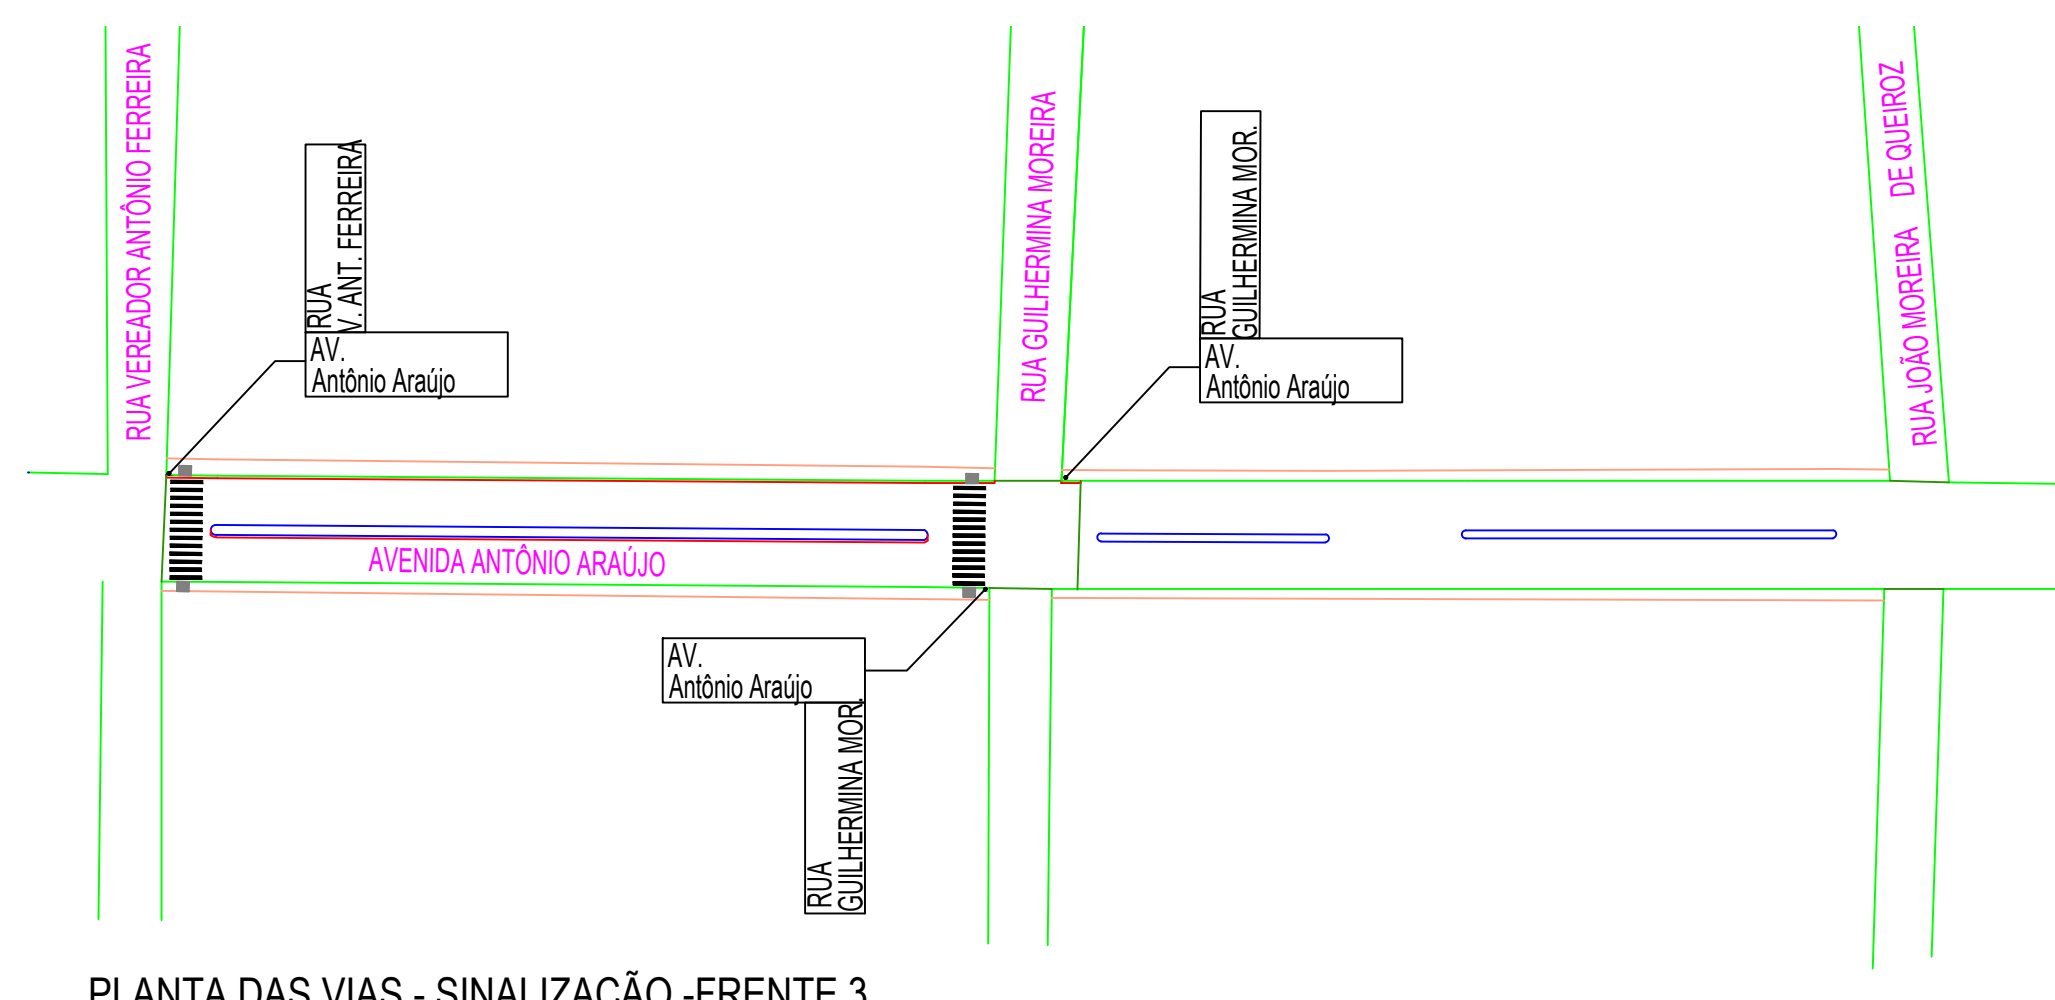 RUA VEREADOR ANTÔNIO FERREIRA
RUA
V. ANT. FERREIRA
AV.
Antônio Araújo
RUA GUILHERMINA MOREIRA
RUA
GUILHERMINA MOR.
AV.
Antônio Araújo
RUA JOÃO MOREIRA DE QUEIROZ
AVENIDA ANTÔNIO ARAÚJO
AV.
Antônio Araújo
RUA
GUILHERMINA MOR.
PLANTA DAS VIAS - SINALIZAÇÃO -FRENTE 3